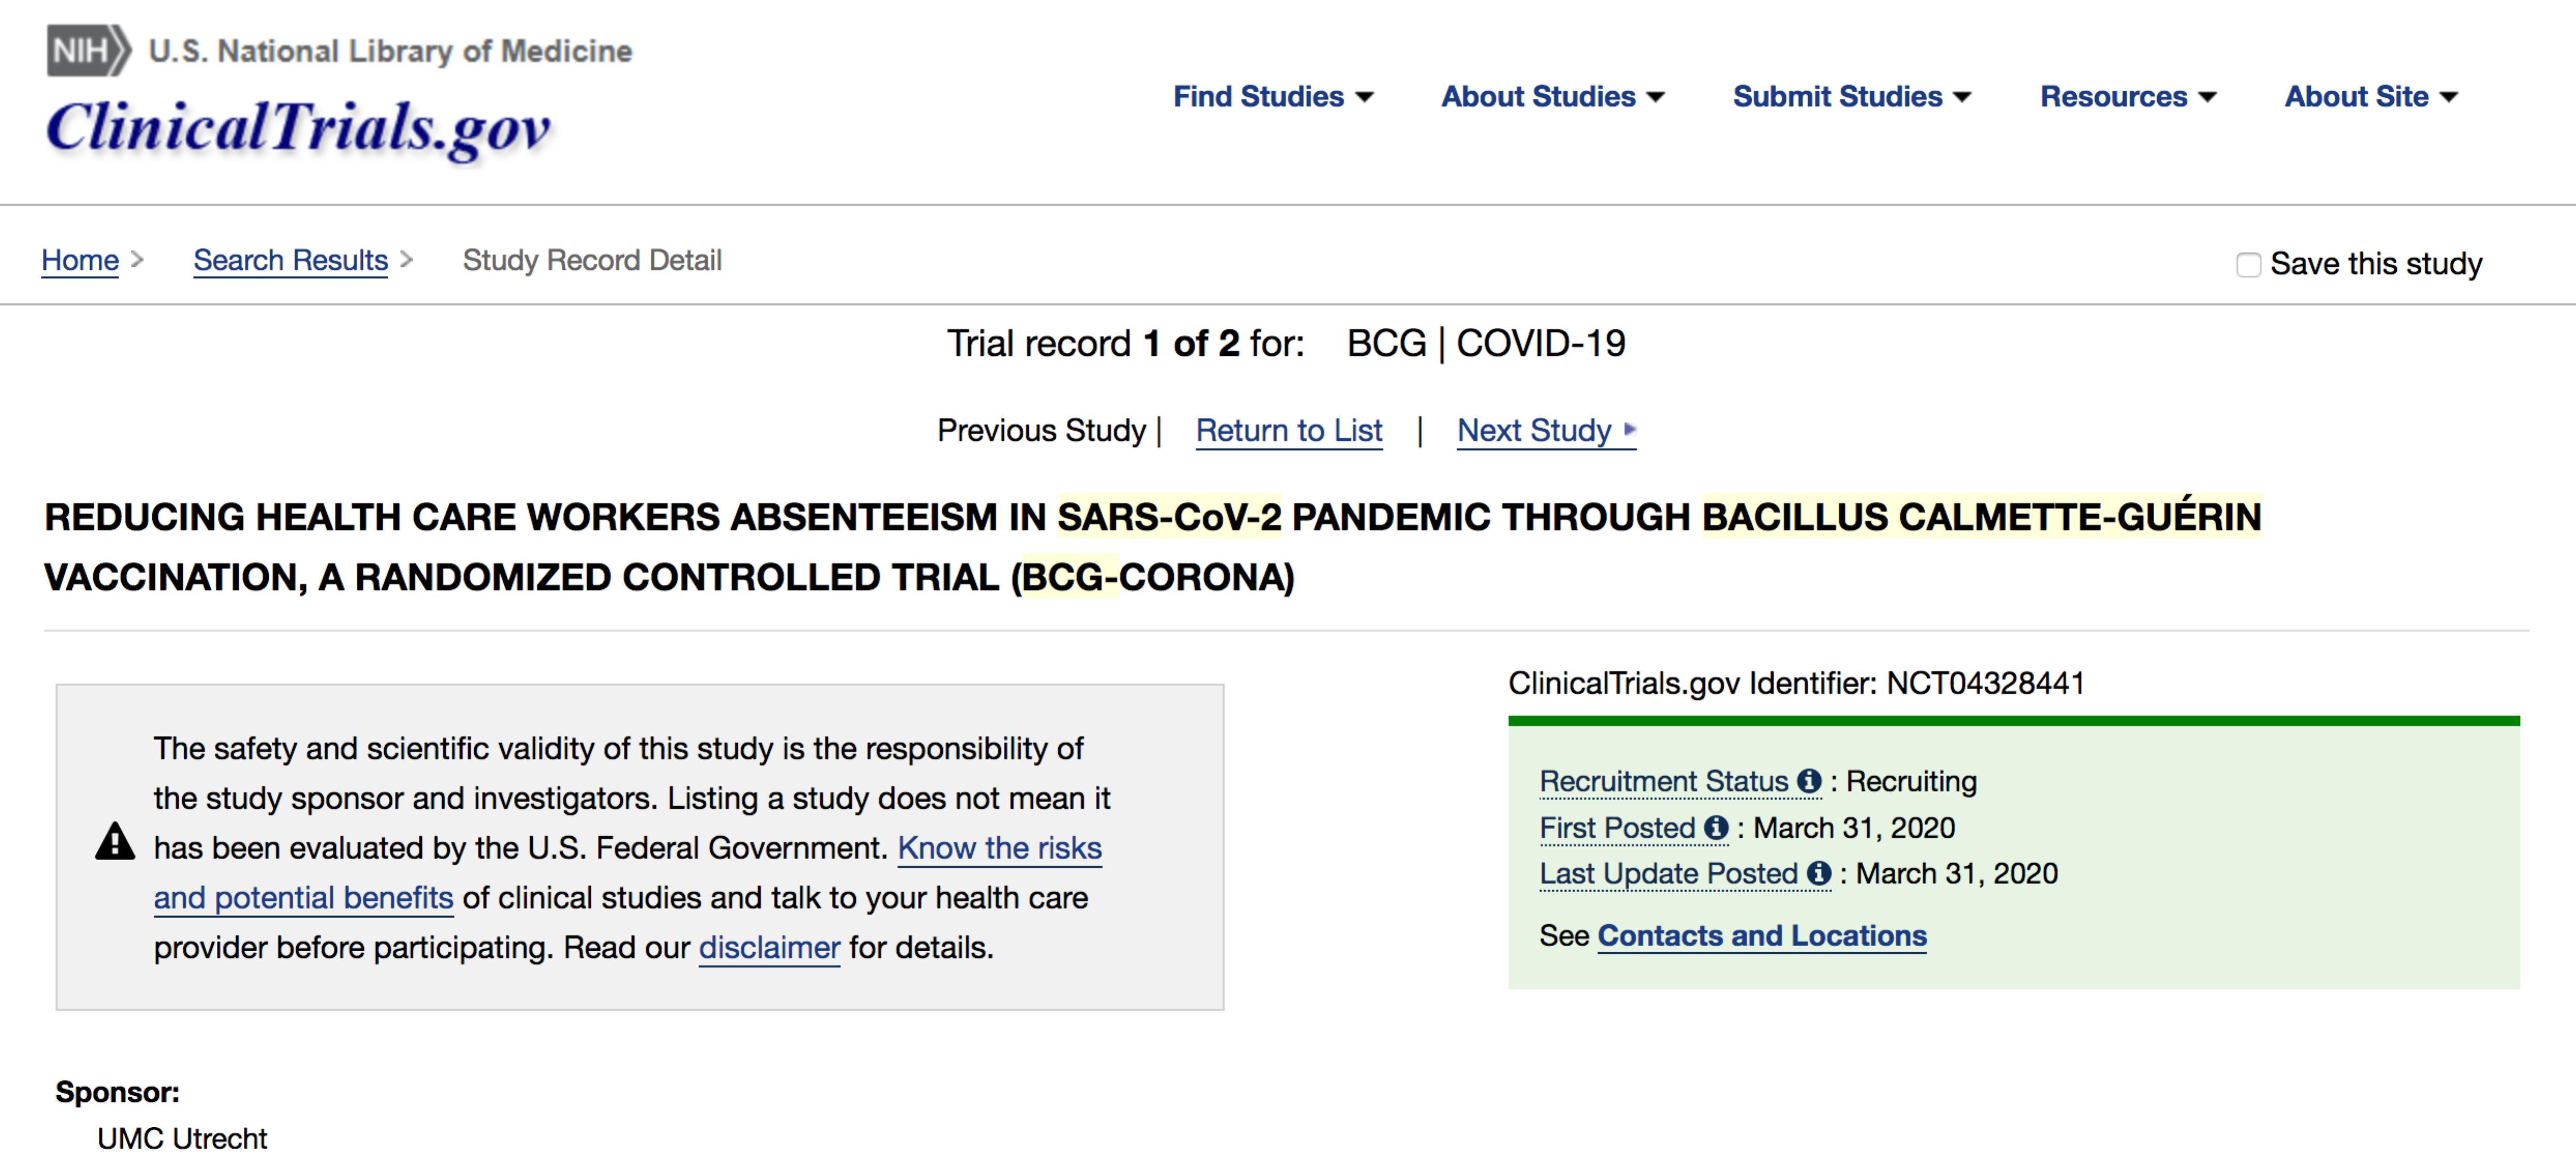 NIH U.S. National Library of Medicine
ClinicalTrials.gov
Find Studies About Studies Submit Studies Resources About Site
Home > Search Results > Study Record Detail
Save this study
Trial record 1 of 2 for: BCG | COVID-19
Previous Study | Return to List | Next Study
REDUCING HEALTH CARE WORKERS ABSENTEEISM IN SARS-CoV-2 PANDEMIC THROUGH BACILLUS CALMETTE-GUÉRIN
VACCINATION, A RANDOMIZED CONTROLLED TRIAL (BCG-CORONA)
The safety and scientific validity of this study is the responsibility of
the study sponsor and investigators. Listing a study does not mean it
has been evaluated by the U.S. Federal Government. Know the risks
and potential benefits of clinical studies and talk to your health care
provider before participating. Read our disclaimer for details.
ClinicalTrials.gov Identifier: NCT04328441
Recruitment Status : Recruiting
First Posted : March 31, 2020
Last Update Posted : March 31, 2020
See Contacts and Locations
Sponsor:
UMC Utrecht